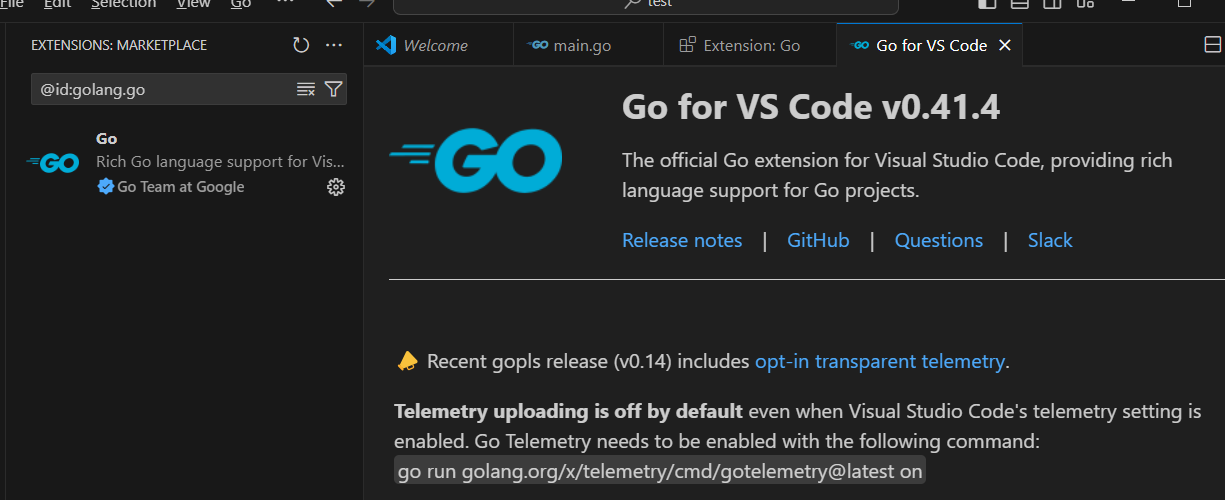 File Edit Selection View Go ...
test
EXTENSIONS: MARKETPLACE
@id:golang.go
Go
Rich Go language support for Vis...
Go Team at Google
Welcome
GO main.go
Extension: Go
GO Go for VS Code
GO
Go for VS Code v0.41.4
The official Go extension for Visual Studio Code, providing rich
language support for Go projects.
Release notes | GitHub | Questions | Slack
Recent gopls release (v0.14) includes opt-in transparent telemetry.
Telemetry uploading is off by default even when Visual Studio Code's telemetry setting is
enabled. Go Telemetry needs to be enabled with the following command:
go run golang.org/x/telemetry/cmd/gotelemetry@latest on